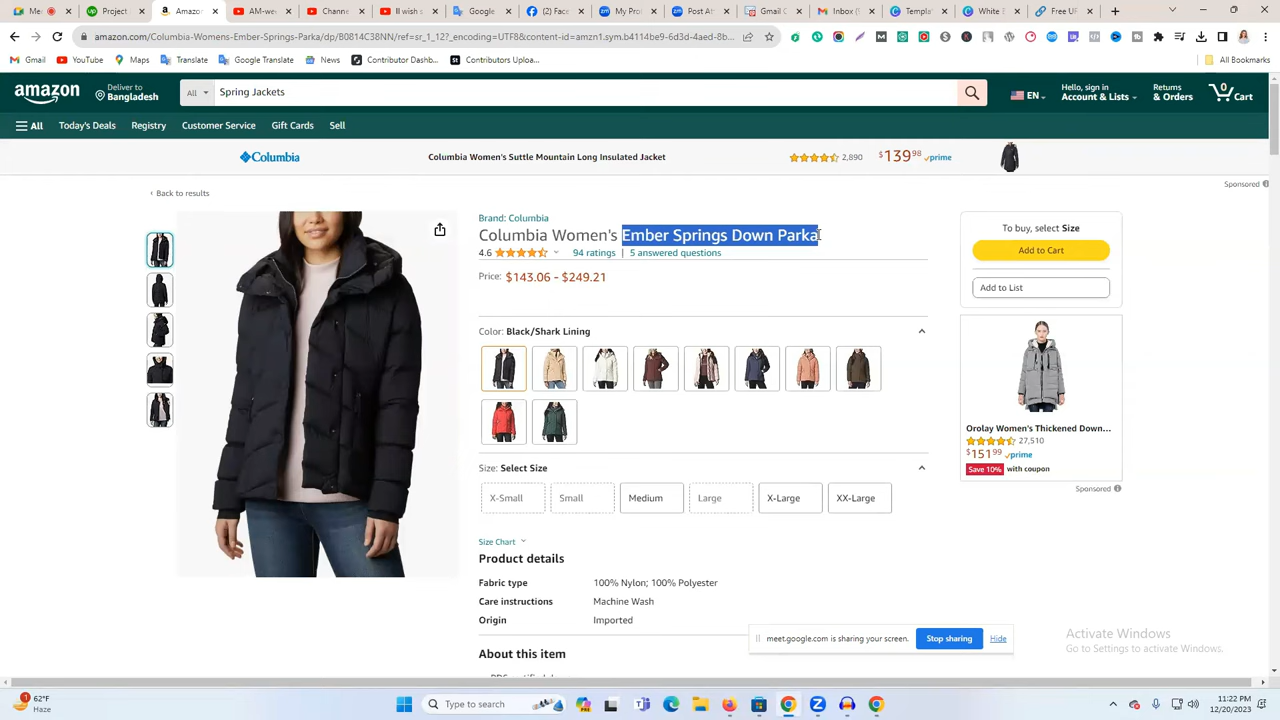 Me
Project
Amazo
AM-we
Channe
Il wish s
Google
(2) Face
My Pro
Post At
Gmail
Inbox (1
Templa
White B
Free UR
amazon.com/Columbia-Womens-Ember-Springs-Parka/dp/B0814C38NN/ref=sr_1_12?_encoding=UTF8&content-id=amzn1.sym.b4114be9-6d3d-4aed-8...
Gmail YouTube Maps Translate Google Translate News Contributor Dashb... Contributors Uploa... All Bookmarks
amazon
Deliver to
Bangladesh
All
Spring Jackets
EN
Hello, sign in
Account & Lists
Returns
& Orders
0
Cart
All Today's Deals Registry Customer Service Gift Cards Sell
Columbia
Columbia Women's Suttle Mountain Long Insulated Jacket
2,890
$139.98 prime
Sponsored
‹ Back to results
Brand: Columbia
Columbia Women's Ember Springs Down Parka
4.6
94 ratings | 5 answered questions
Price: $143.06 - $249.21
Color: Black/Shark Lining
Size: Select Size
X-Small Small Medium Large X-Large XX-Large
Size Chart
Product details
Fabric type 100% Nylon; 100% Polyester
Care instructions Machine Wash
Origin Imported
About this item
To buy, select Size
Add to Cart
Add to List
Orolay Women's Thickened Down...
27,510
$151.99 prime
Save 10% with coupon
Sponsored
meet.google.com is sharing your screen. Stop sharing Hide
Activate Windows
Go to Settings to activate Windows.
1
62°F
Haze
Type to search
11:22 PM
12/20/2023